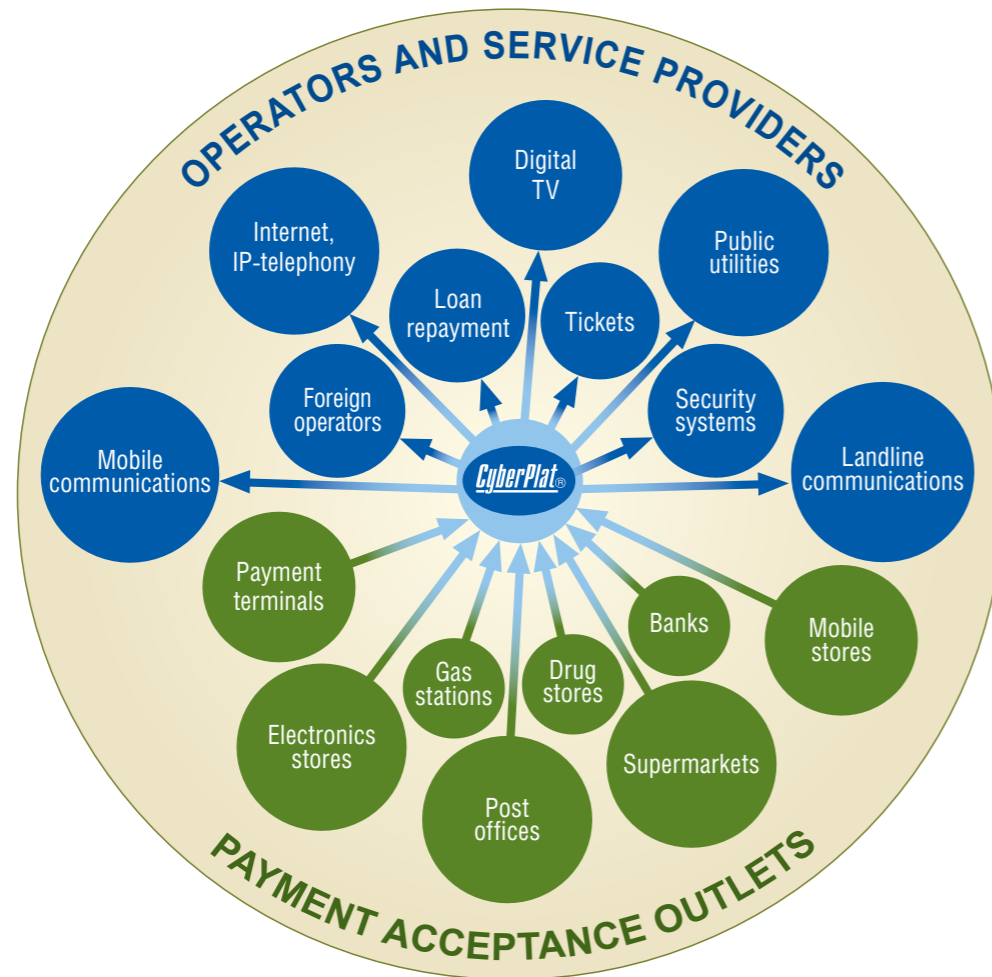 OPERATORS AND SERVICE PROVIDERS
Digital
TV
Internet,
IP-telephony
Public
utilities
Loan
repayment
Tickets
Foreign
operators
Security
systems
Mobile
communications
CyberPlat®
Landline
communications
Payment
terminals
Banks
Mobile
stores
Gas
stations
Drug
stores
Electronics
stores
Supermarkets
Post
offices
PAYMENT ACCEPTANCE OUTLETS